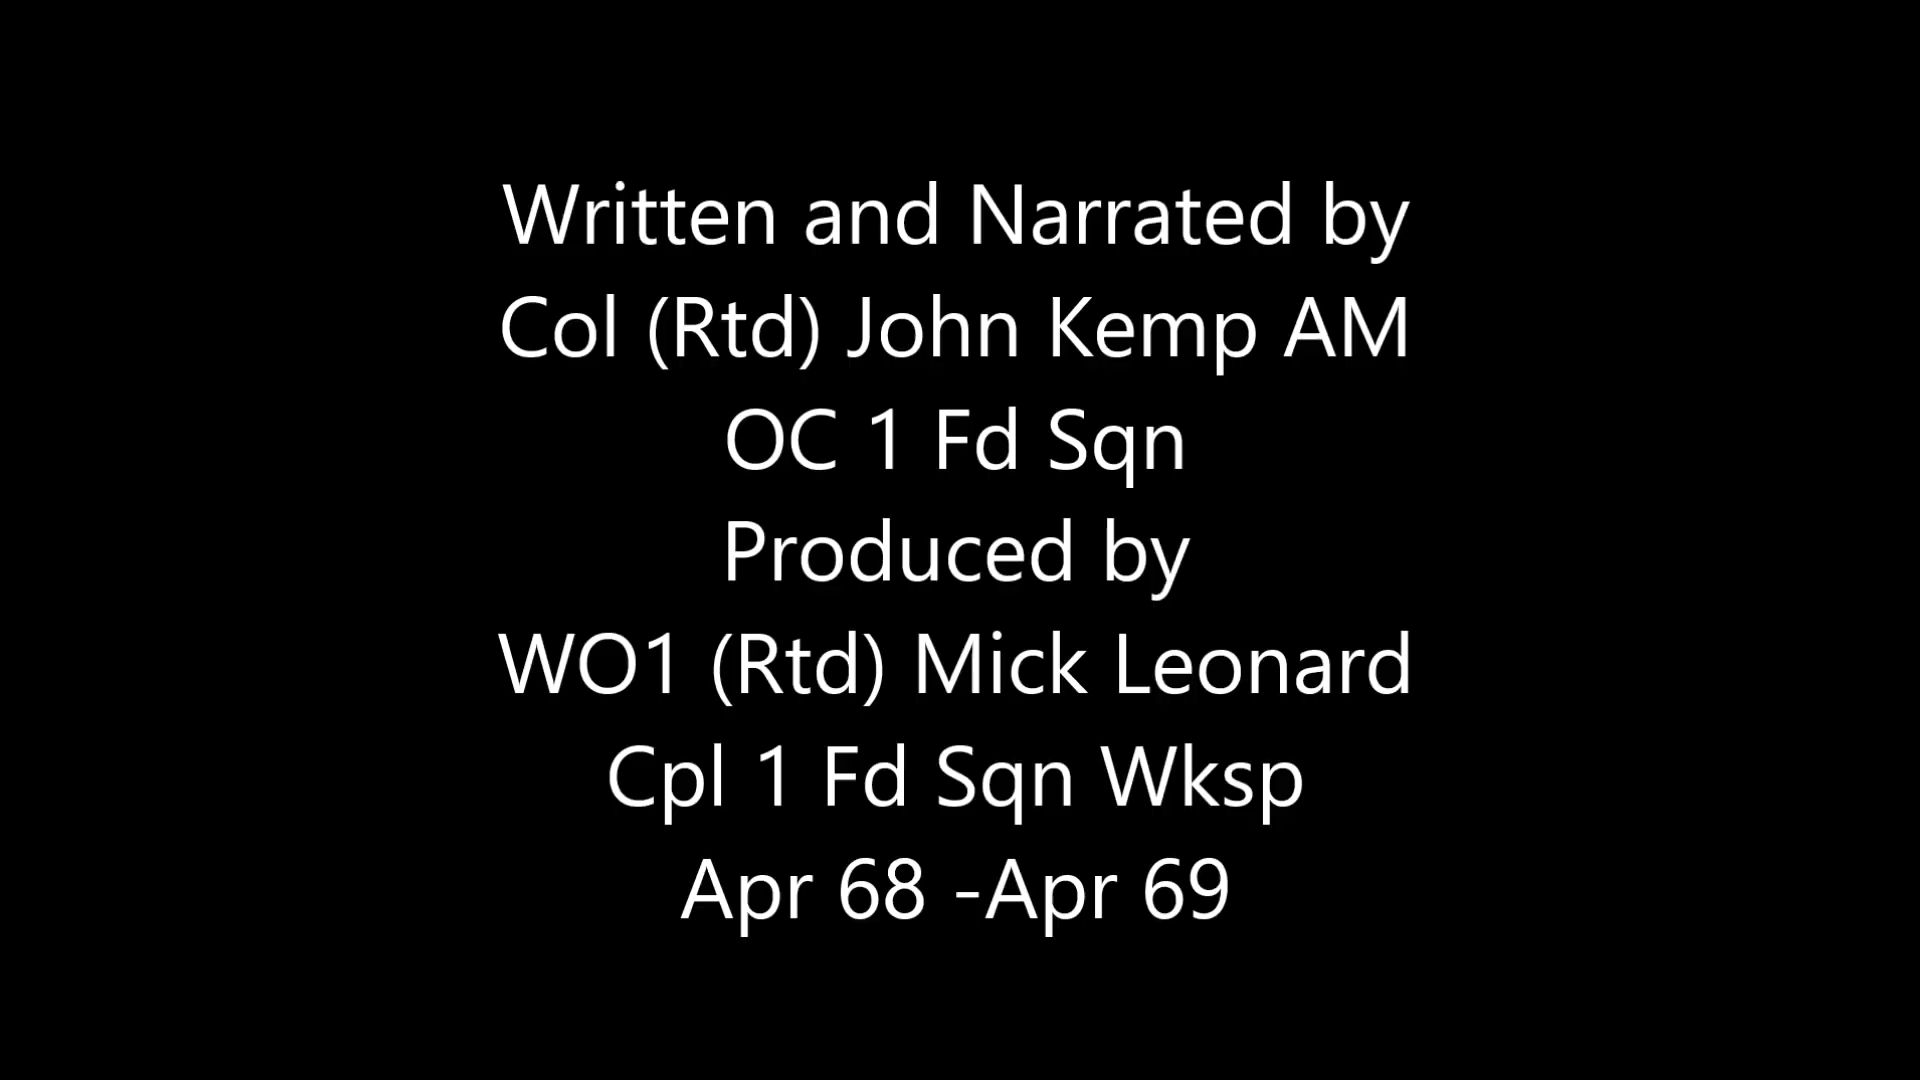 Written and Narrated by
Col (Rtd) John Kemp AM
OC 1 Fd Sqn
Produced by
WO1 (Rtd) Mick Leonard
Cpl 1 Fd Sqn Wksp
Apr 68 -Apr 69